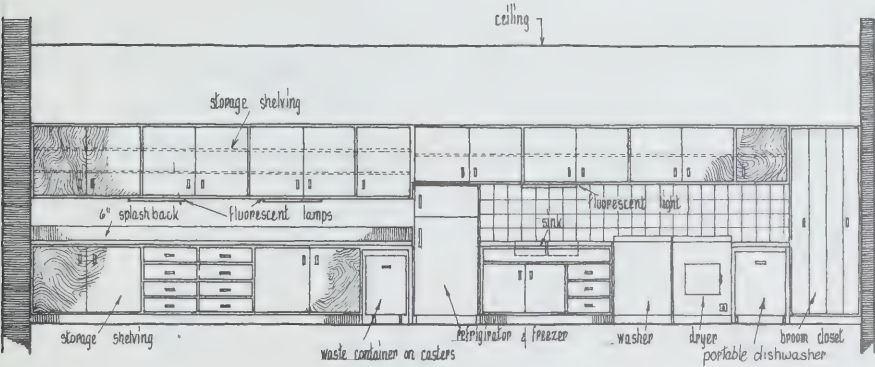 ceiling
storage shelving
6" splashback
fluorescent lamps
fluorescent light
sink
storage shelving
waste container on casters
refrigirator & freezer
washer
dryer
portable dishwasher
broom closet